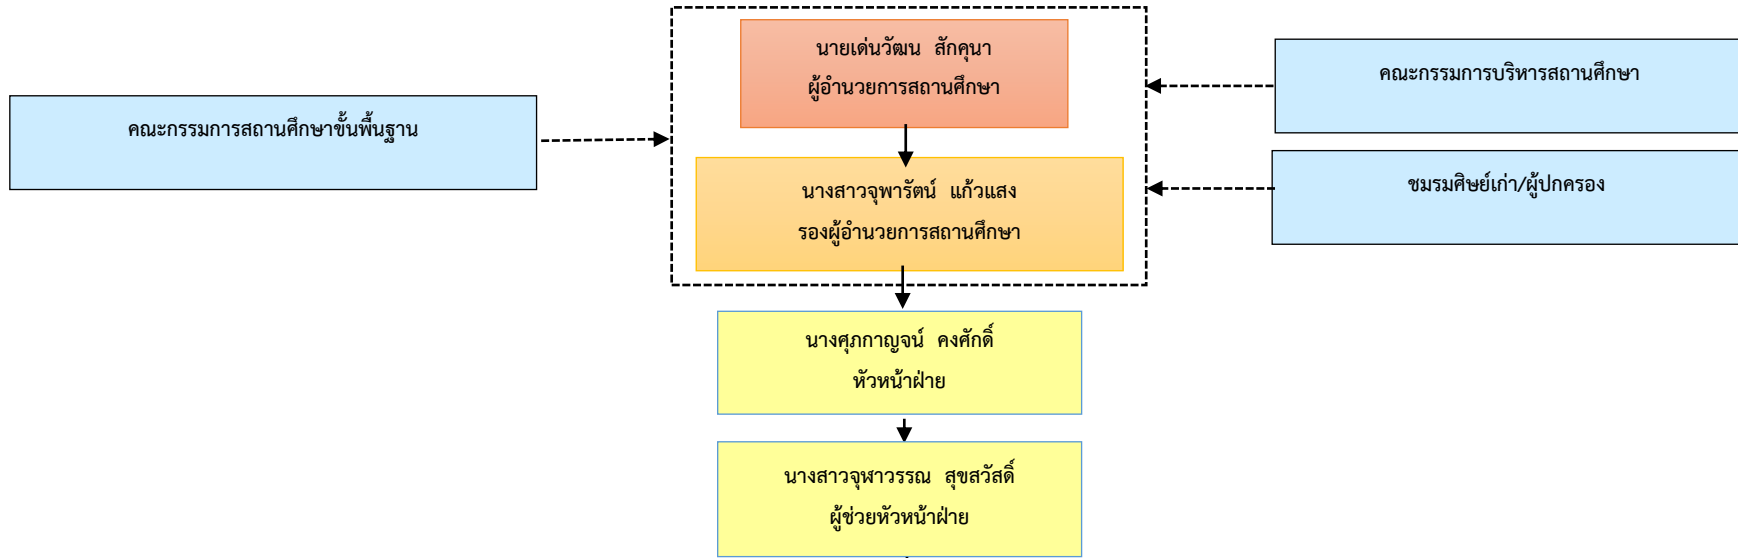 นายเด่นวัฒน สักคุนา
ผู้อำนวยการสถานศึกษา
คณะกรรมการบริหารสถานศึกษา
คณะกรรมการสถานศึกษาขั้นพื้นฐาน
นางสาวจุพารัตน์ แก้วแสง
รองผู้อำนวยการสถานศึกษา
ชมรมศิษย์เก่า/ผู้ปกครอง
นางศุภกาญจน์ คงศักดิ์
หัวหน้าฝ่าย
นางสาวจุฬาวรรณ สุขสวัสดิ์
ผู้ช่วยหัวหน้าฝ่าย